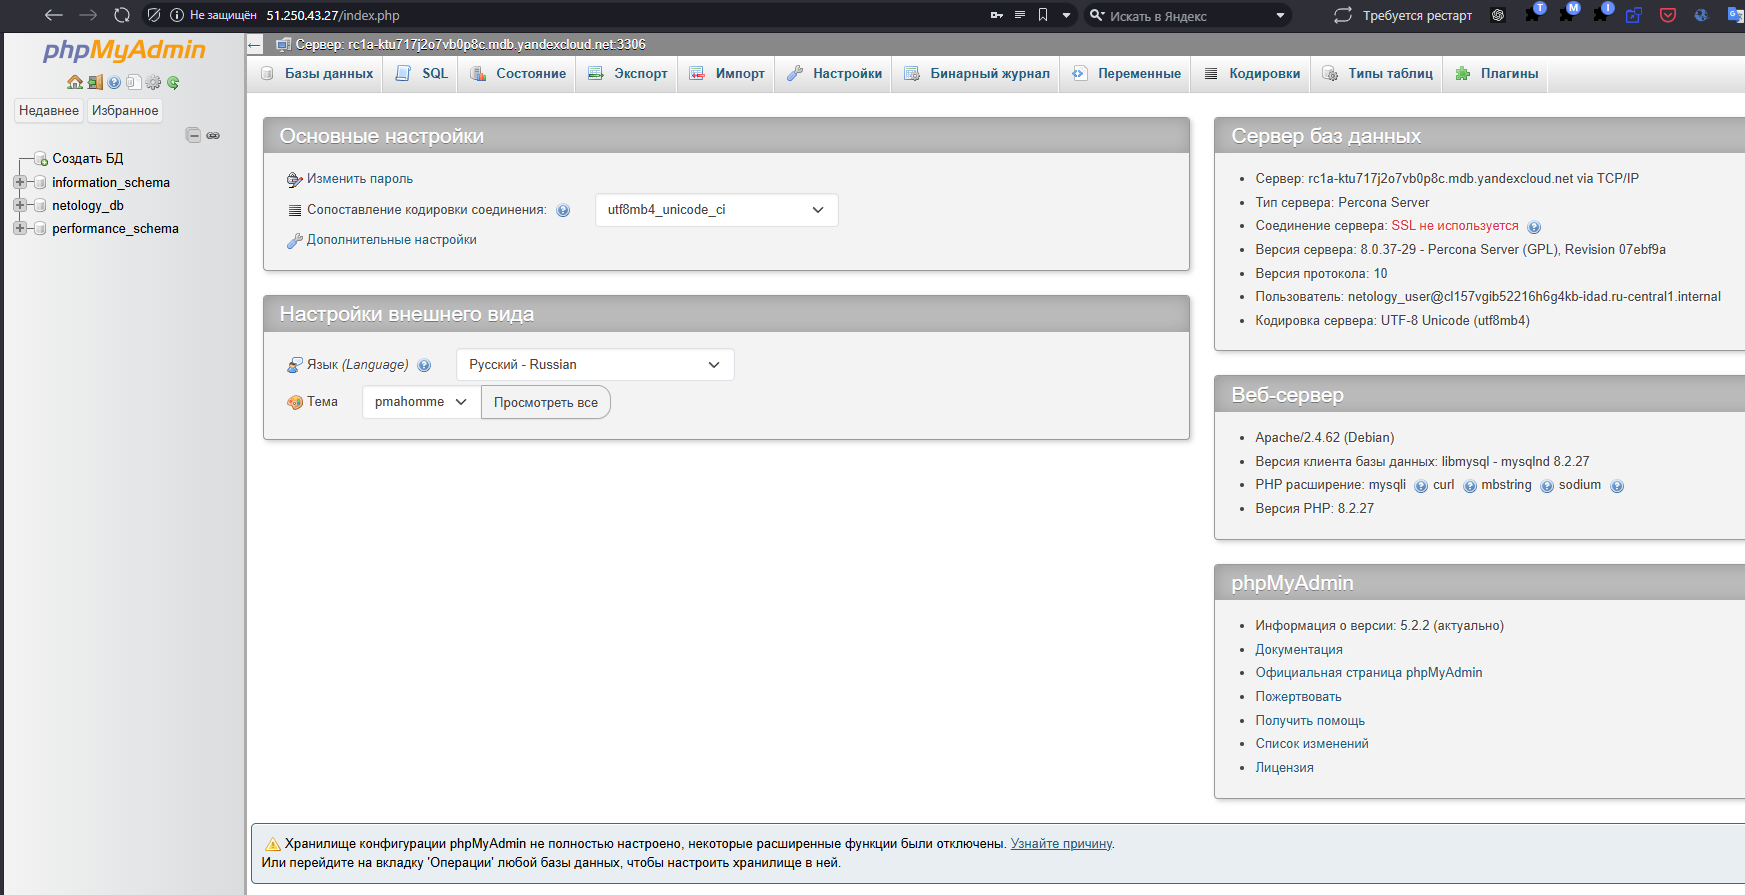 Не защищён 51.250.43.27/index.php
Искать в Яндекс
Требуется рестарт
T
M
I
phpMyAdmin
Недавнее Избранное
Создать БД
information_schema
netology_db
performance_schema
Сервер: rc1a-ktu717j2o7vb0p8c.mdb.yandexcloud.net:3306
Базы данных SQL Состояние Экспорт Импорт Настройки Бинарный журнал Переменные Кодировки Типы таблиц Плагины
Основные настройки
Изменить пароль
Сопоставление кодировки соединения: utf8mb4_unicode_ci
Дополнительные настройки
Настройки внешнего вида
Язык (Language) Русский - Russian
Тема pmahomme Просмотреть все
Сервер баз данных
Сервер: rc1a-ktu717j2o7vb0p8c.mdb.yandexcloud.net via TCP/IP
Тип сервера: Percona Server
Соединение сервера: SSL не используется
Версия сервера: 8.0.37-29 - Percona Server (GPL), Revision 07ebf9a
Версия протокола: 10
Пользователь: netology_user@cl157vgib52216h6g4kb-idad.ru-central1.internal
Кодировка сервера: UTF-8 Unicode (utf8mb4)
Веб-сервер
Apache/2.4.62 (Debian)
Версия клиента базы данных: libmysql - mysqlnd 8.2.27
PHP расширение: mysqli curl mbstring sodium
Версия PHP: 8.2.27
phpMyAdmin
Информация о версии: 5.2.2 (актуально)
Документация
Официальная страница phpMyAdmin
Пожертвовать
Получить помощь
Список изменений
Лицензия
Хранилище конфигурации phpMyAdmin не полностью настроено, некоторые расширенные функции были отключены. Узнайте причину.
Или перейдите на вкладку 'Операции' любой базы данных, чтобы настроить хранилище в ней.